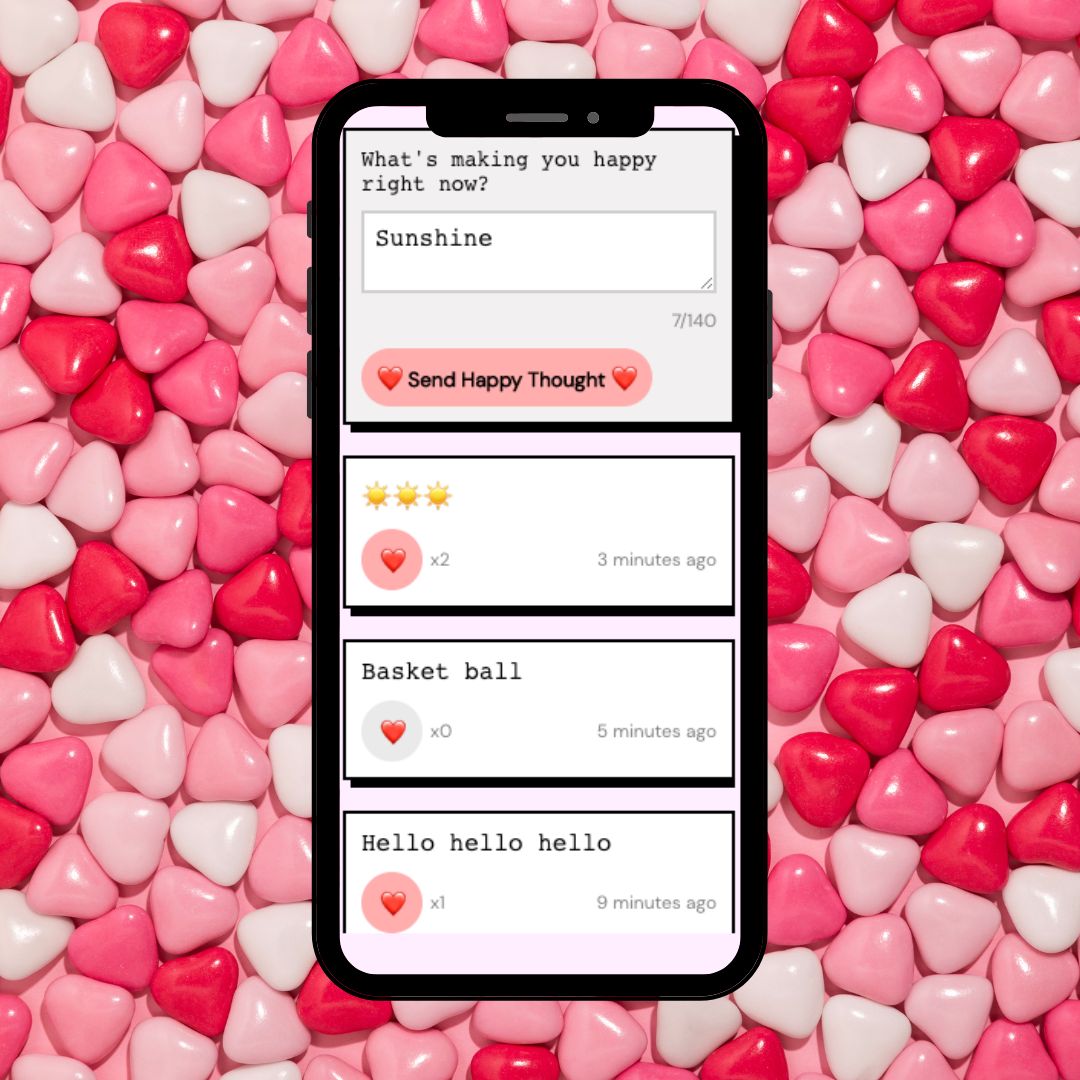 What's making you happy
right now?
Sunshine
7/140
❤️ Send Happy Thought ❤️
☀️☀️☀️
x2 3 minutes ago
Basket ball
x0 5 minutes ago
Hello hello hello
x1 9 minutes ago